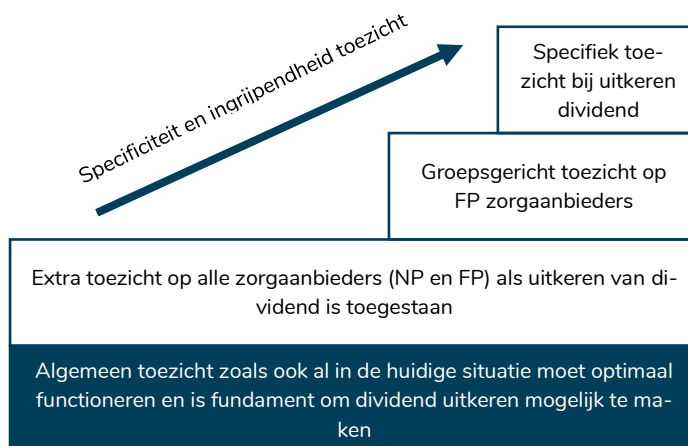 Specificiteit en ingrijpendheid toezicht
Specifiek toe-
zicht bij uitkeren
dividend
Groepsgericht toezicht op
FP zorgaanbieders
Extra toezicht op alle zorgaanbieders (NP en FP) als uitkeren van di-
vidend is toegestaan
Algemeen toezicht zoals ook al in de huidige situatie moet optimaal
functioneren en is fundament om dividend uitkeren mogelijk te ma-
ken